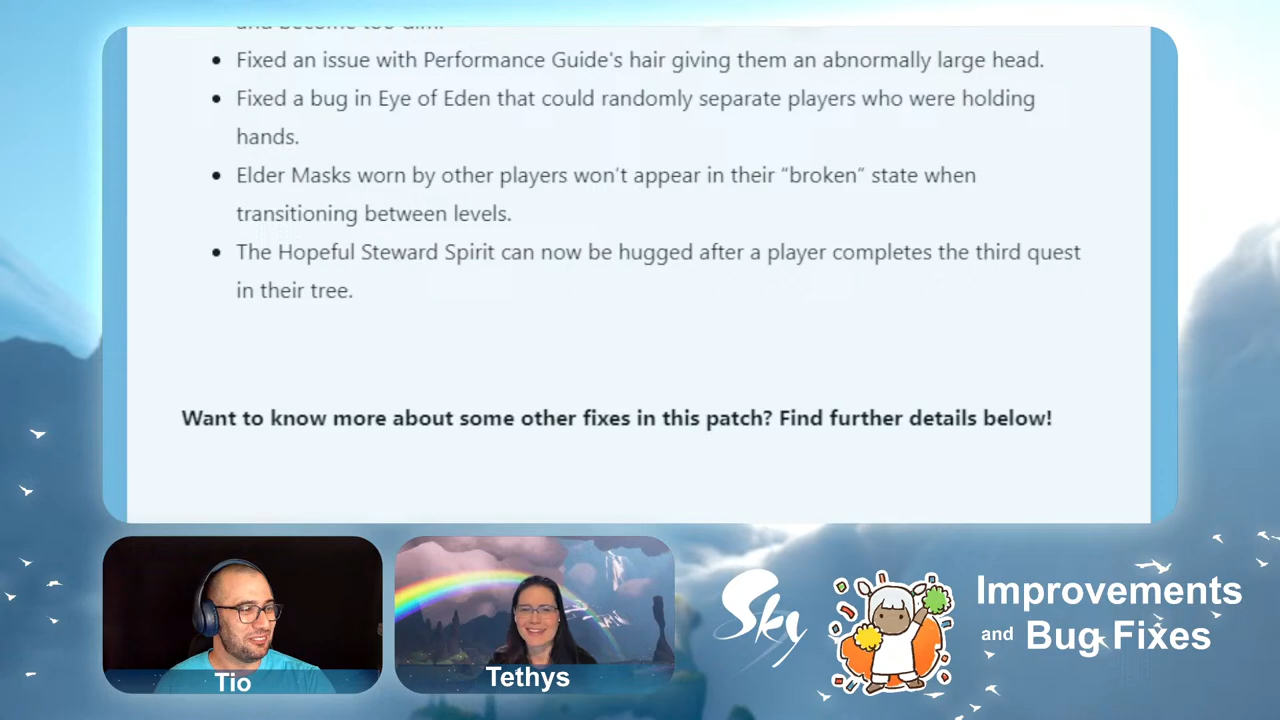 and become too dim.
Fixed an issue with Performance Guide's hair giving them an abnormally large head.
Fixed a bug in Eye of Eden that could randomly separate players who were holding
hands.
Elder Masks worn by other players won't appear in their “broken” state when
transitioning between levels.
The Hopeful Steward Spirit can now be hugged after a player completes the third quest
in their tree.
Want to know more about some other fixes in this patch? Find further details below!
Tio
Tethys
Sky
Improvements
and Bug Fixes